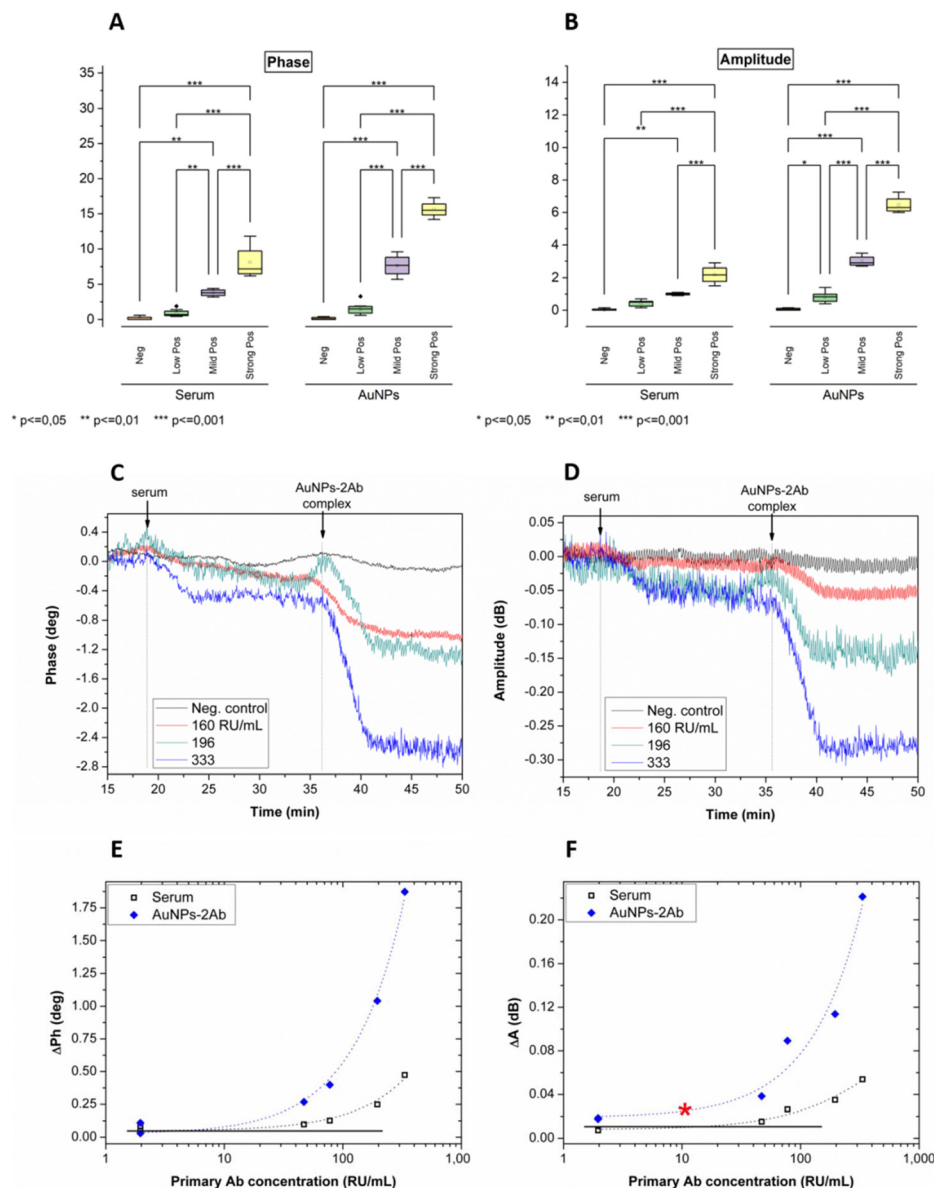 A
B
Phase
Amplitude
***
***
**
***
**
***
***
***
***
***
***
***
***
**
***
***
***
***
*
***
***
35
30
25
20
15
10
5
0
14
12
10
8
6
4
2
0
Neg
Low Pos
Mild Pos
Strong Pos
Neg
Low Pos
Mild Pos
Strong Pos
Neg
Low Pos
Mild Pos
Strong Pos
Neg
Low Pos
Mild Pos
Strong Pos
Serum
AuNPs
Serum
AuNPs
* p<=0,05 ** p<=0,01 *** p<=0,001
* p<=0,05 ** p<=0,01 *** p<=0,001
C
serum
AuNPs-2Ab
complex
Phase (deg)
0.4
0.0
-0.4
-0.8
-1.2
-1.6
-2.0
-2.4
-2.8
Neg. control
160 RU/mL
196
333
15 20 25 30 35 40 45 50
Time (min)
D
serum
AuNPs-2Ab
complex
Amplitude (dB)
0.05
0.00
-0.05
-0.10
-0.15
-0.20
-0.25
-0.30
Neg. control
160 RU/mL
196
333
15 20 25 30 35 40 45 50
Time (min)
E
Serum
AuNPs-2Ab
ΔPh (deg)
1.75
1.50
1.25
1.00
0.75
0.50
0.25
0.00
1 10 100 1,000
Primary Ab concentration (RU/mL)
F
Serum
AuNPs-2Ab
ΔA (dB)
0.20
0.16
0.12
0.08
0.04
0.00
*
1 10 100 1,000
Primary Ab concentration (RU/mL)